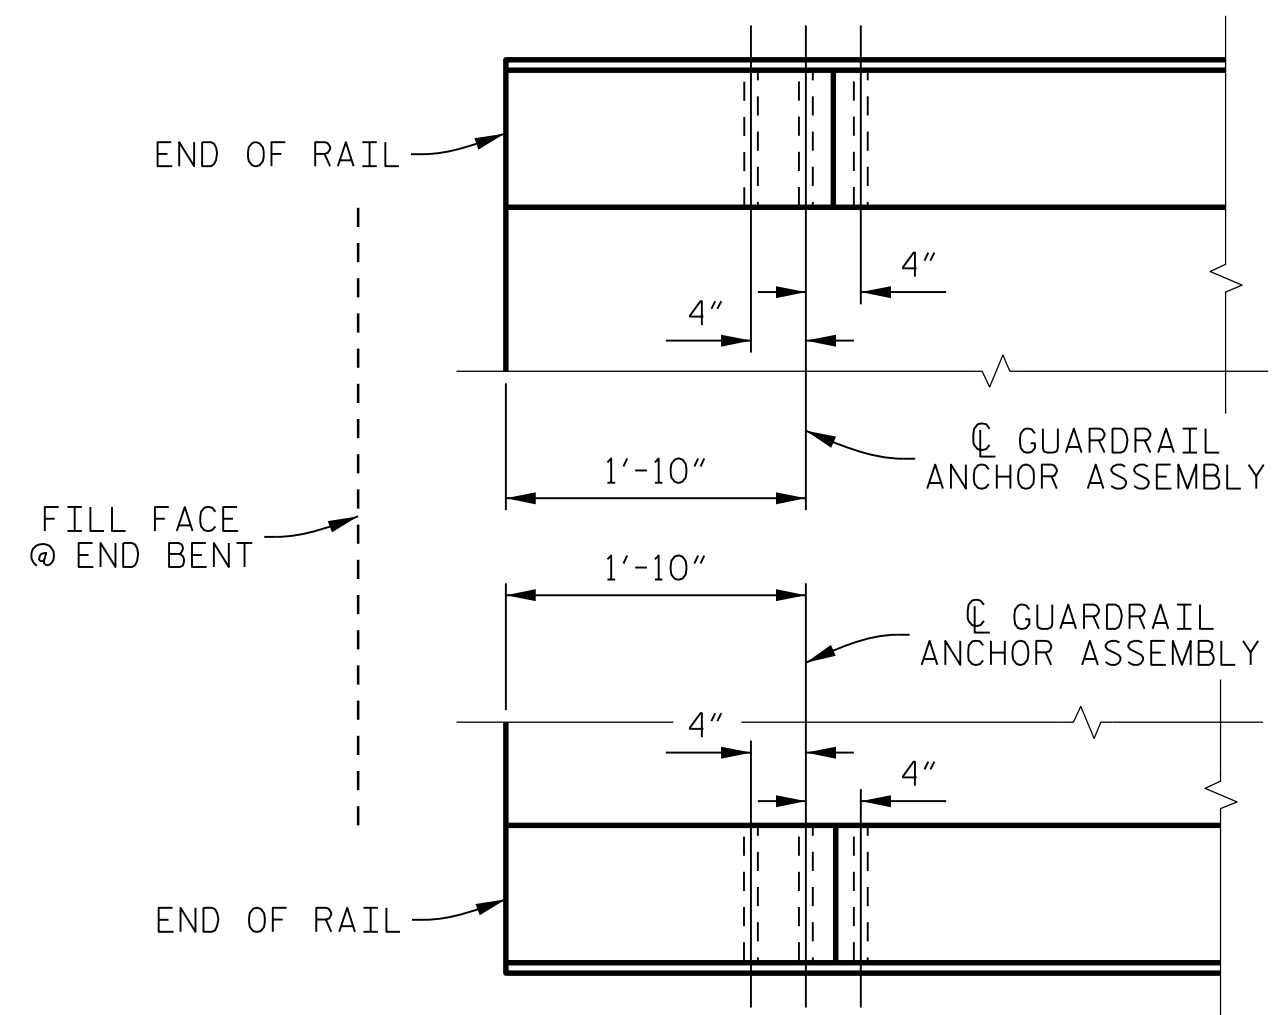 END OF RAIL
4"
4"
℄ GUARDRAIL
ANCHOR ASSEMBLY
1'-10"
FILL FACE
@ END BENT
1'-10"
℄ GUARDRAIL
ANCHOR ASSEMBLY
4"
4"
END OF RAIL